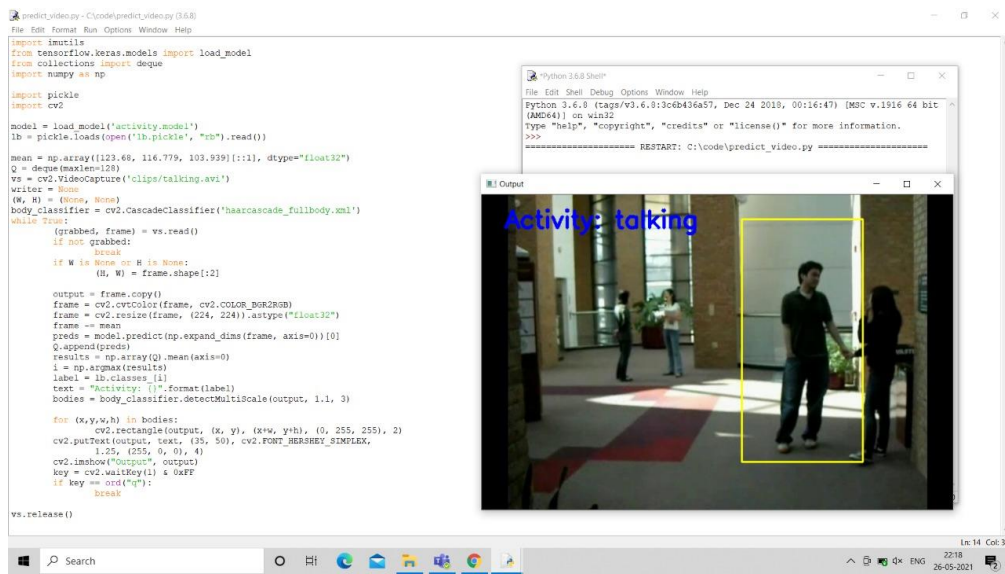 predict_video.py - C:\code\predict_video.py (3.6.8)
File Edit Format Run Options Window Help
import imutils
from tensorflow.keras.models import load_model
from collections import deque
import numpy as np
import pickle
import cv2
model = load_model('activity.model')
lb = pickle.loads(open('lb.pickle', "rb").read())
mean = np.array([123.68, 116.779, 103.939][::1], dtype="float32")
Q = deque(maxlen=128)
vs = cv2.VideoCapture('clips/talking.avi')
writer = None
(W, H) = (None, None)
body_classifier = cv2.CascadeClassifier('haarcascade_fullbody.xml')
while True:
(grabbed, frame) = vs.read()
if not grabbed:
break
if W is None or H is None:
(H, W) = frame.shape[:2]
output = frame.copy()
frame = cv2.cvtColor(frame, cv2.COLOR_BGR2RGB)
frame = cv2.resize(frame, (224, 224)).astype("float32")
frame -= mean
preds = model.predict(np.expand_dims(frame, axis=0))[0]
Q.append(preds)
results = np.array(Q).mean(axis=0)
i = np.argmax(results)
label = lb.classes_[i]
text = "Activity: {}".format(label)
bodies = body_classifier.detectMultiScale(output, 1.1, 3)
for (x,y,w,h) in bodies:
cv2.rectangle(output, (x, y), (x+w, y+h), (0, 255, 255), 2)
cv2.putText(output, text, (35, 50), cv2.FONT_HERSHEY_SIMPLEX,
1.25, (255, 0, 0), 4)
cv2.imshow("Output", output)
key = cv2.waitKey(1) & 0xFF
if key == ord("q"):
break
vs.release()
*Python 3.6.8 Shell*
File Edit Shell Debug Options Window Help
Python 3.6.8 (tags/v3.6.8:3c6b436a57, Dec 24 2018, 00:16:47) [MSC v.1916 64 bit
(AMD64)] on win32
Type "help", "copyright", "credits" or "license()" for more information.
>>>
===================== RESTART: C:\code\predict_video.py =====================
Output
Activity: talking
Ln: 14 Col: 3
Search
ENG
22:18
26-05-2021